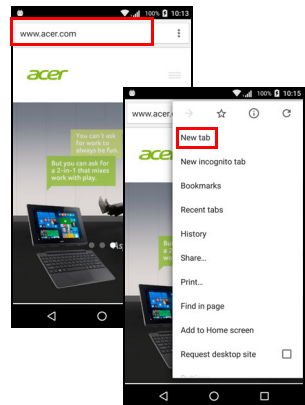 100% 10:13
www.acer.com
acer
You can't ask
for work to
always be fun.
But you can ask for
a 2-in-1 that mixes
work with play.
100% 10:15
www.acer.
ace
New tab
New incognito tab
Bookmarks
Recent tabs
History
Share...
Print...
Find in page
Add to Home screen
Request desktop site